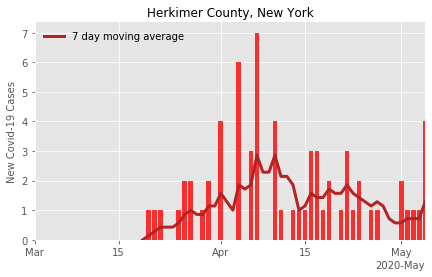 Herkimer County, New York
7 day moving average
New Covid-19 Cases
7
6
5
4
3
2
1
0
Mar
15
Apr
15
May
2020-May